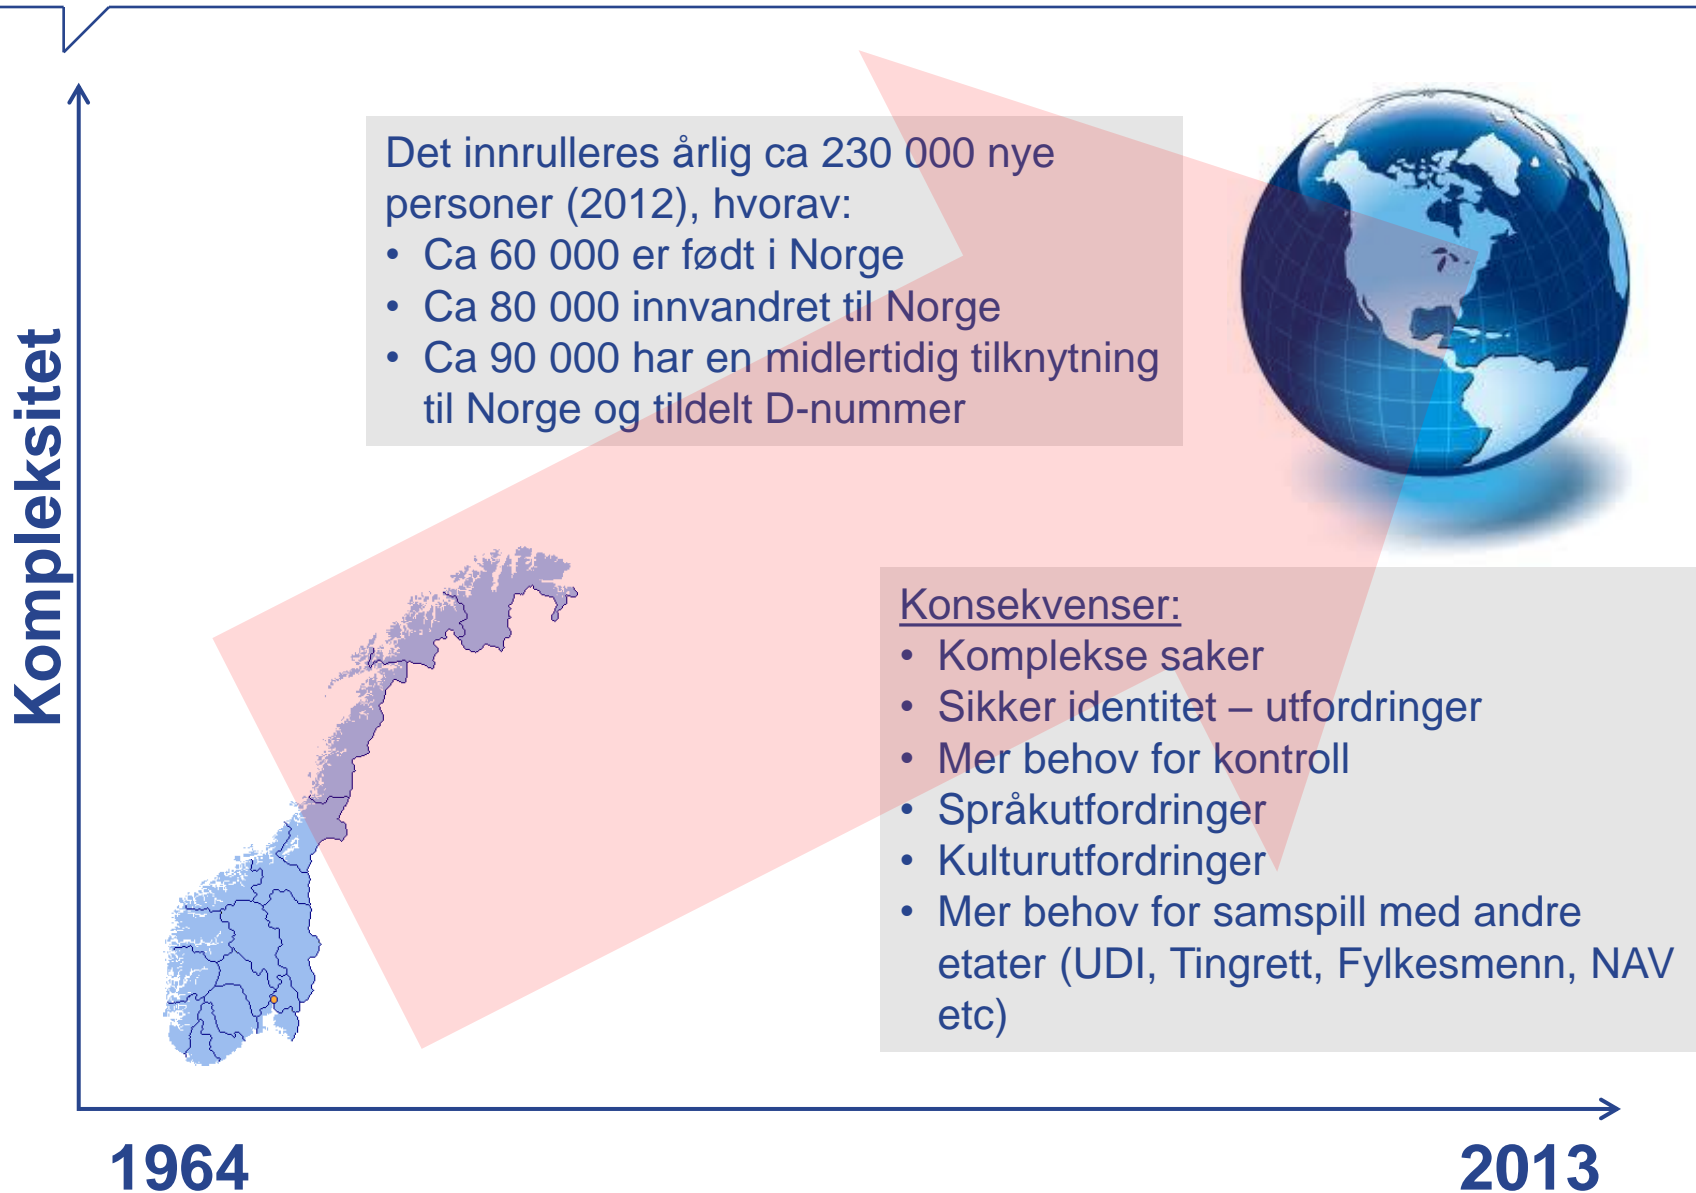 Kompleksitet
Det innrulleres årlig ca 230 000 nye
personer (2012), hvorav:
• Ca 60 000 er født i Norge
• Ca 80 000 innvandret til Norge
• Ca 90 000 har en midlertidig tilknytning
til Norge og tildelt D-nummer
Konsekvenser:
• Komplekse saker
• Sikker identitet – utfordringer
• Mer behov for kontroll
• Språkutfordringer
• Kulturutfordringer
• Mer behov for samspill med andre
etater (UDI, Tingrett, Fylkesmenn, NAV
etc)
1964
2013